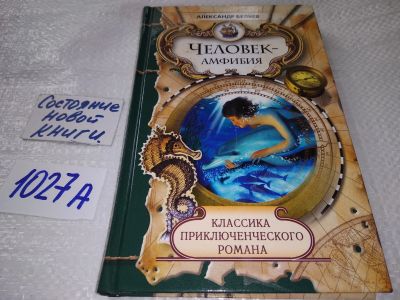 АЛЕКСАНДР БЕЛЯЕВ
ЧЕЛОВЕК-
АМФИБИЯ
Состояние
новой
книги.
1027А
КЛАССИКА
ПРИКЛЮЧЕНЧЕСКОГО
РОМАНА